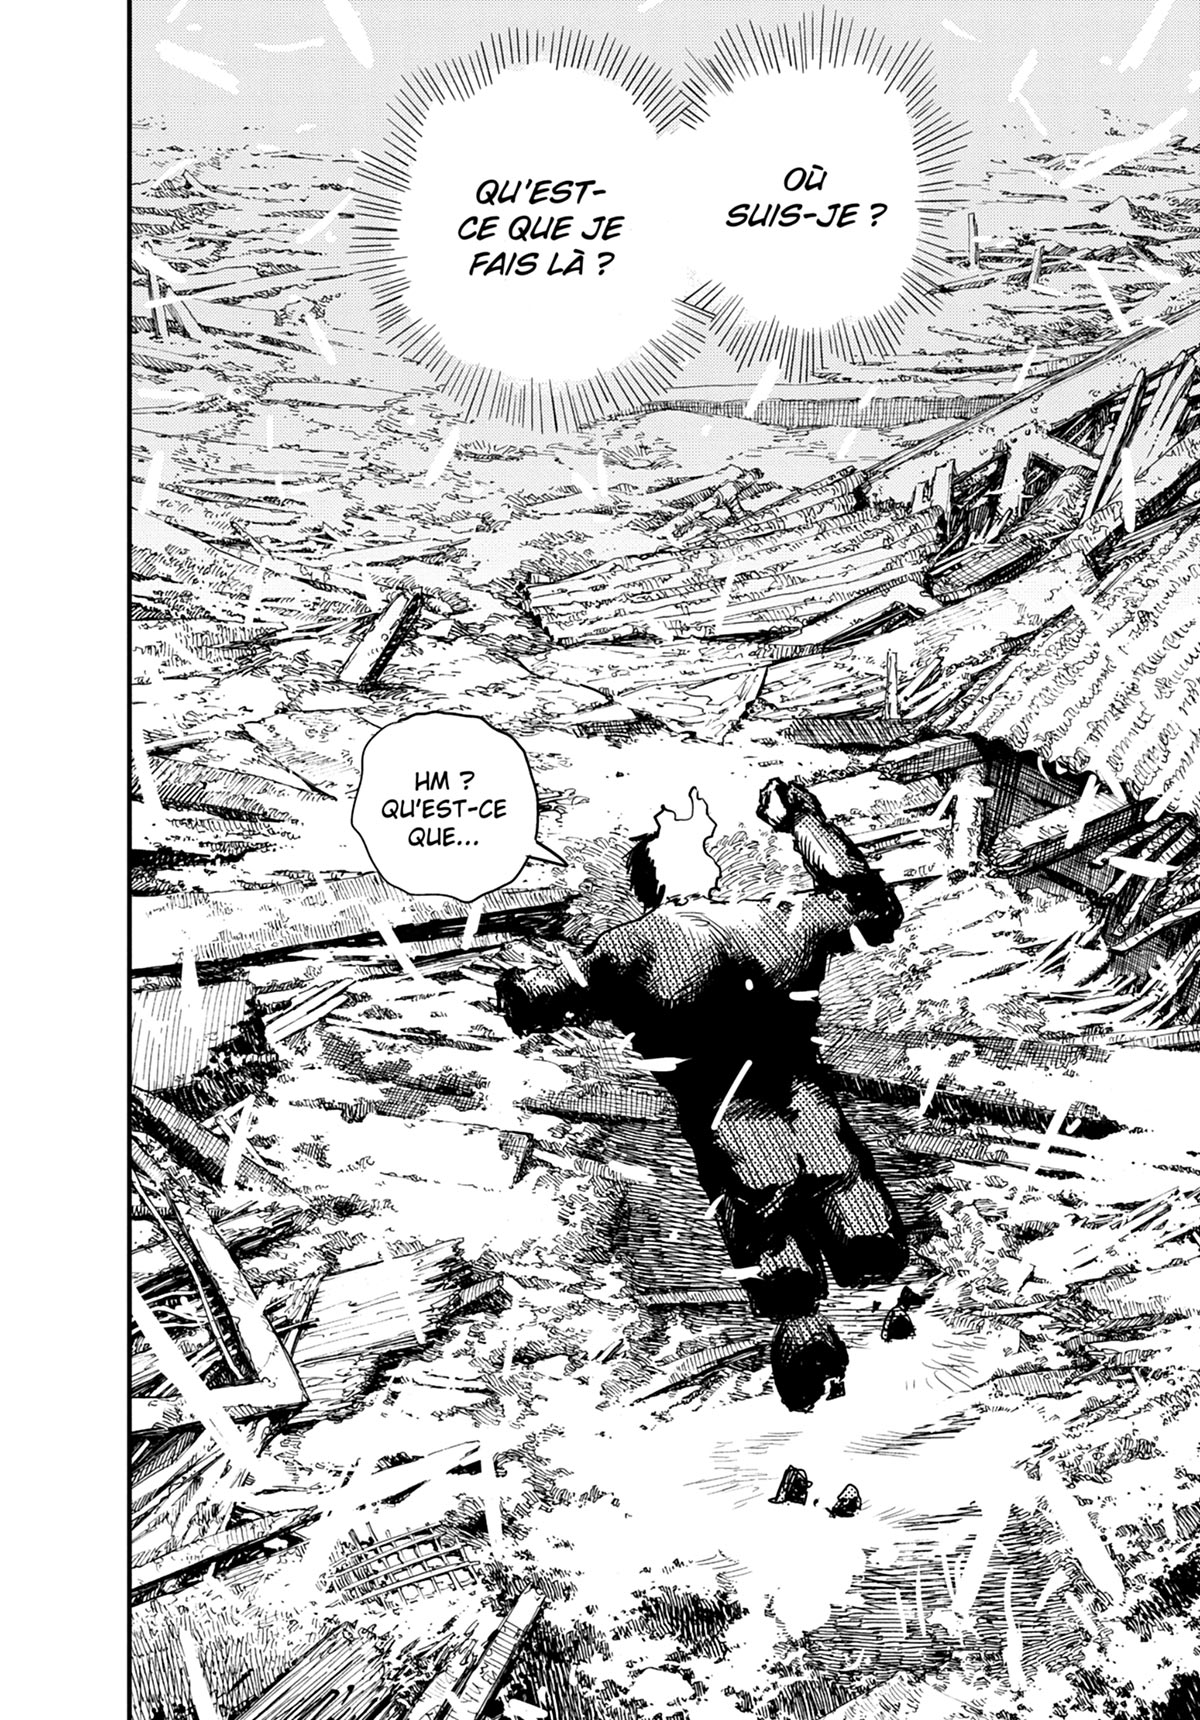 OÙ
SUIS-JE ?
QU'EST-
CE QUE JE
FAIS LÀ ?
HM ?
QU'EST-CE
QUE...